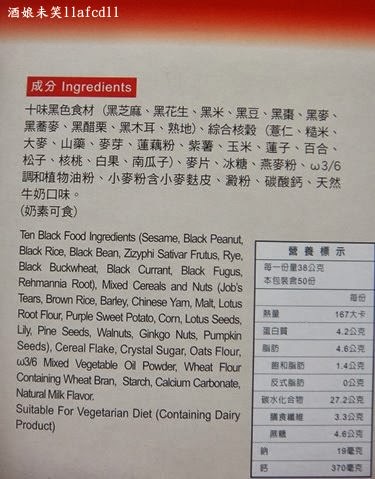 酒娘未笑llafcdll
成分 Ingredients
十味黑色食材（黑芝麻、黑花生、黑米、黑豆、黑棗、黑麥、
黑蕎麥、黑醋栗、黑木耳、熟地）、綜合核穀（薏仁、糙米、
大麥、山藥、麥芽、蓮藕粉、紫薯、玉米、蓮子、百合、
松子、核桃、白果、南瓜子）、麥片、冰糖、燕麥粉、ω3/6
調和植物油粉、小麥粉含小麥麩皮、澱粉、碳酸鈣、天然
牛奶口味。
(奶素可食)
Ten Black Food Ingredients (Sesame, Black Peanut,
Black Rice, Black Bean, Zizyphi Sativar Frutus, Rye,
Black Buckwheat, Black Currant, Black Fugus,
Rehmannia Root), Mixed Cereals and Nuts (Job's
Tears, Brown Rice, Barley, Chinese Yam, Malt, Lotus
Root Flour, Purple Sweet Potato, Corn, Lotus Seeds,
Lily, Pine Seeds, Walnuts, Ginkgo Nuts, Pumpkin
Seeds), Cereal Flake, Crystal Sugar, Oats Flour,
ω3/6 Mixed Vegetable Oil Powder, Wheat Flour
Containing Wheat Bran, Starch, Calcium Carbonate,
Natural Milk Flavor.
Suitable For Vegetarian Diet (Containing Dairy
Product)
營養標示
每一份量38公克
本包裝含50份
每份
熱量 167大卡
蛋白質 4.2公克
脂肪 4.6公克
飽和脂肪 1.4公克
反式脂肪 0公克
碳水化合物 27.2公克
膳食纖維 3.3公克
蔗糖 4.6公克
鈉 19毫克
鈣 370毫克